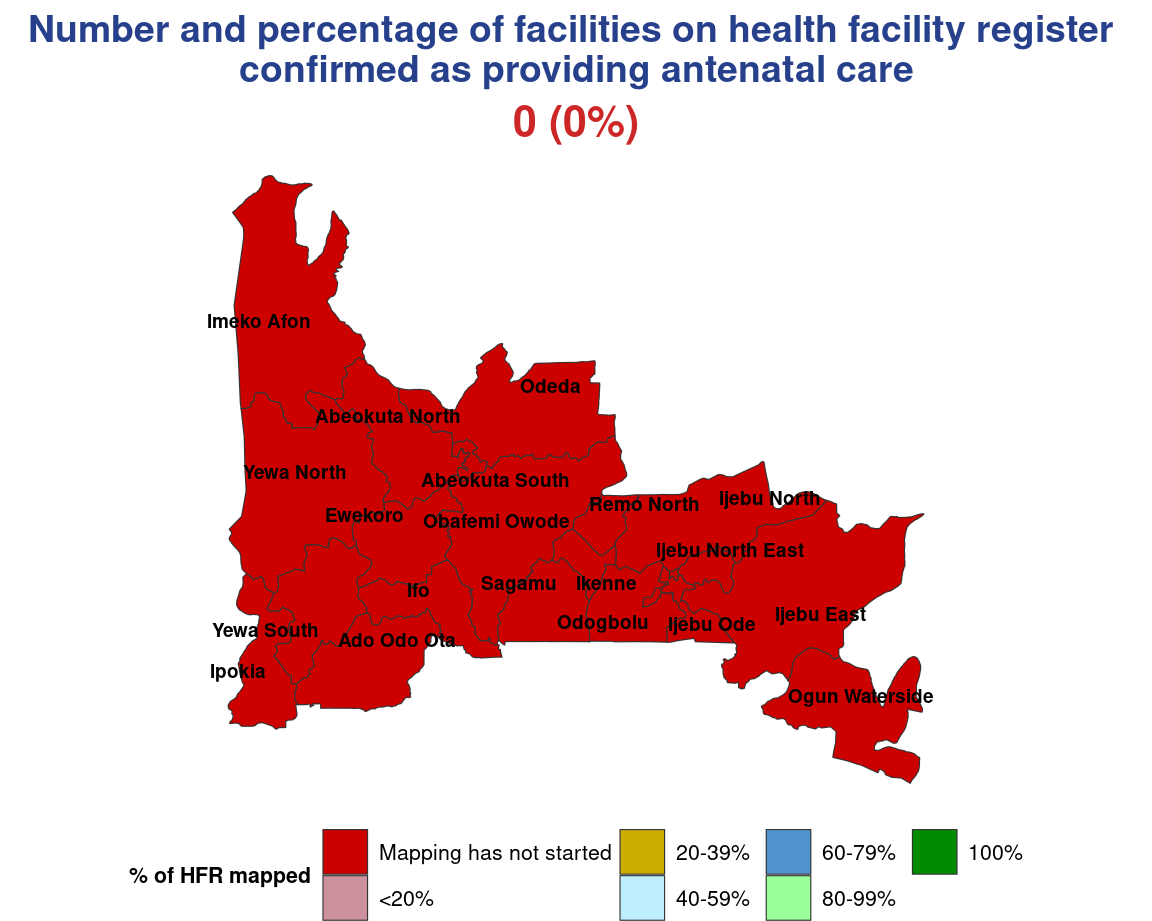 Number and percentage of facilities on health facility register
confirmed as providing antenatal care
0 (0%)
Imeko Afon
Odeda
Abeokuta North
Yewa North
Abeokuta South
Ijebu North
Remo North
Ewekoro
Obafemi Owode
Ijebu North East
Sagamu
Ikenne
Ifo
Ijebu East
Odogbolu
Ijebu Ode
Yewa South
Ado Odo Ota
Ipokia
Ogun Waterside
% of HFR mapped
Mapping has not started
<20%
20-39%
40-59%
60-79%
80-99%
100%